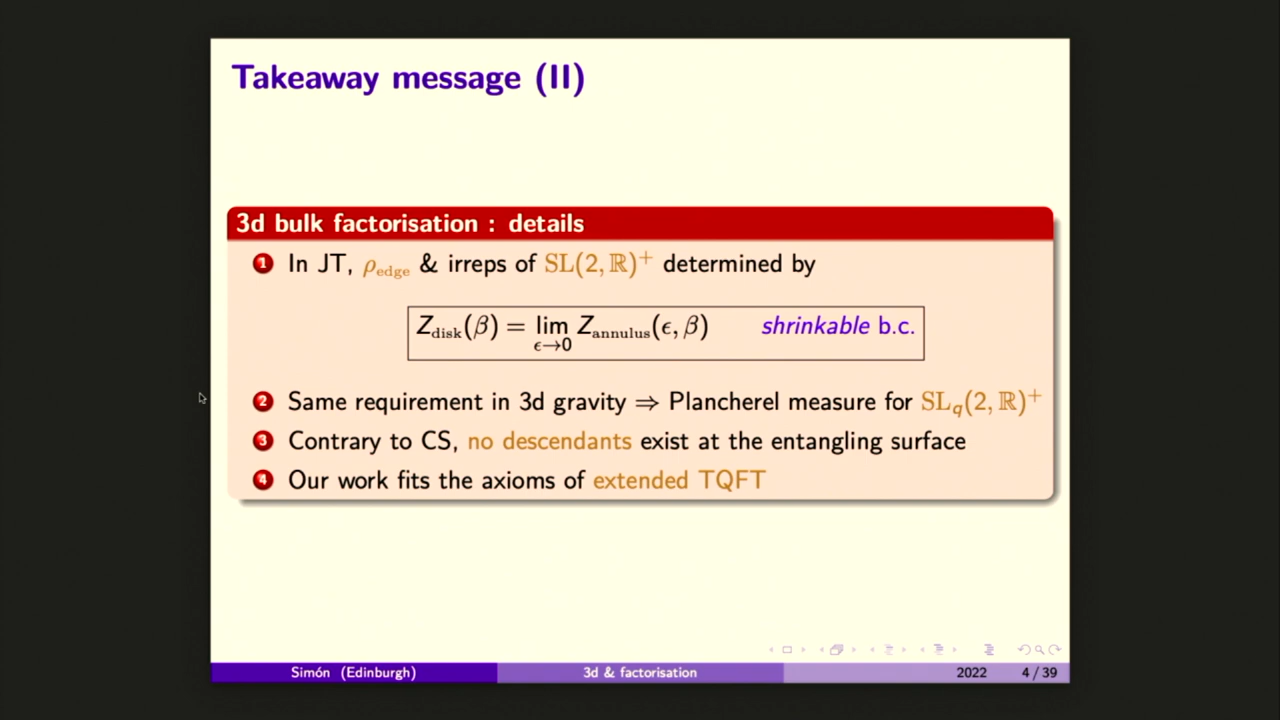 Takeaway message (II)
3d bulk factorisation : details
1 In JT, ρ_edge & irreps of SL(2, ℝ)⁺ determined by
Z_disk(β) = lim_{ϵ→0} Z_annulus(ϵ, β) shrinkable b.c.
2 Same requirement in 3d gravity ⇒ Plancherel measure for SL_q(2, ℝ)⁺
3 Contrary to CS, no descendants exist at the entangling surface
4 Our work fits the axioms of extended TQFT
Simón (Edinburgh) 3d & factorisation 2022 4 / 39